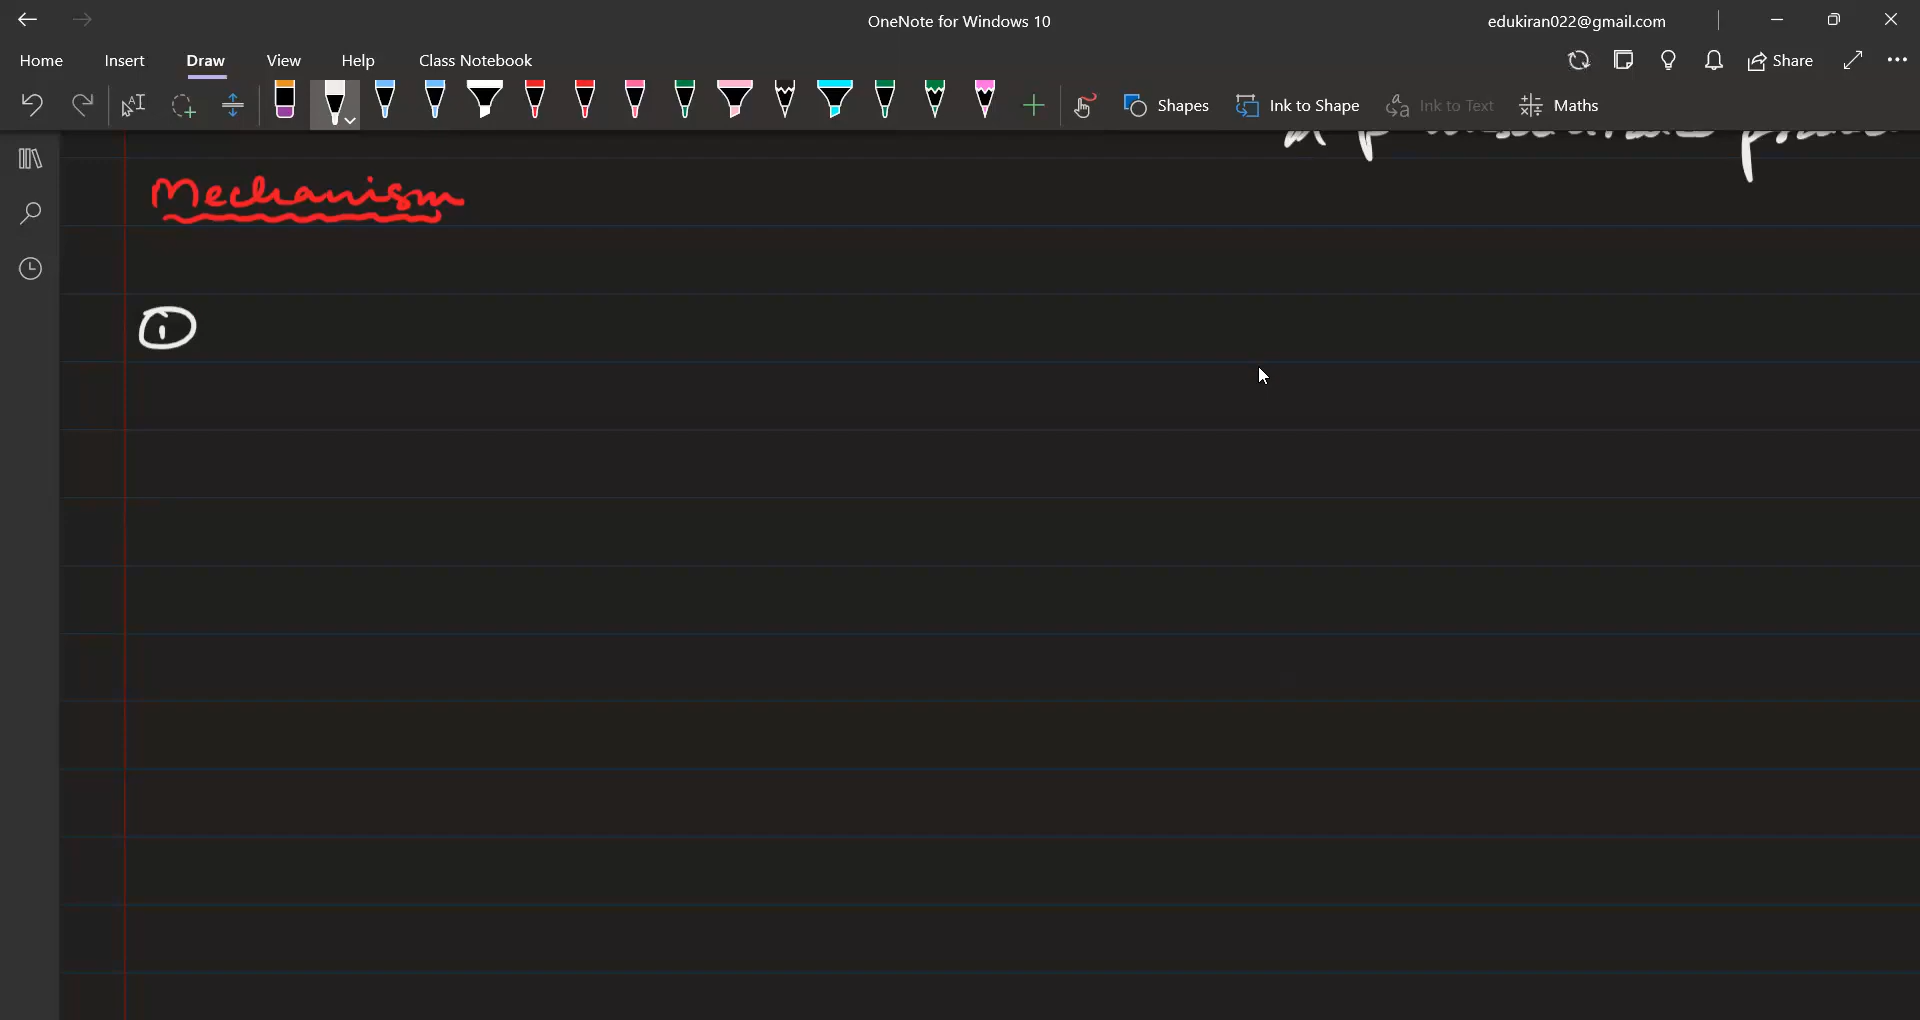 OneNote for Windows 10
edukiran022@gmail.com
Home Insert Draw View Help Class Notebook
Share
Shapes Ink to Shape Ink to Text Maths
Mechanism
1